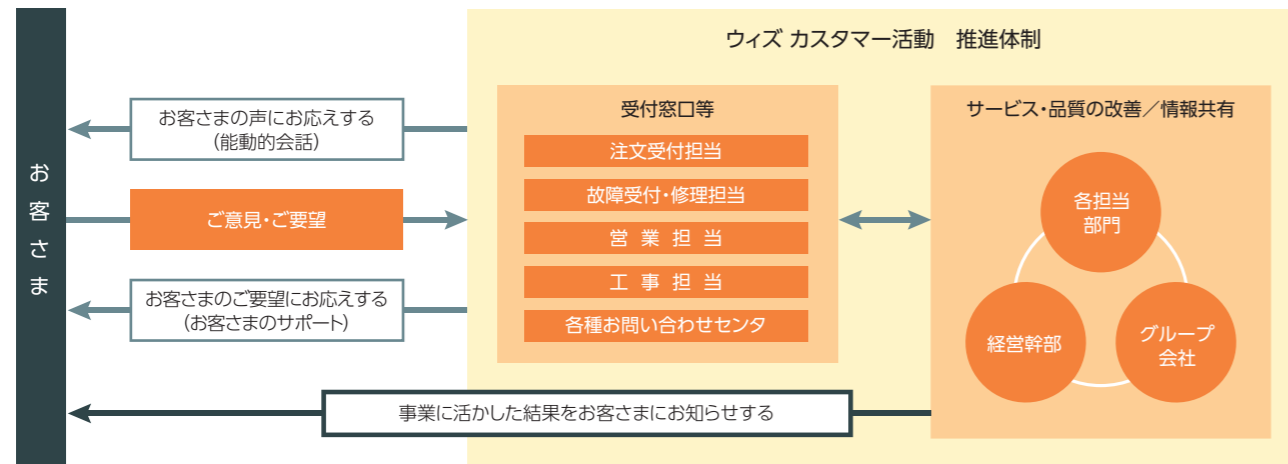 ウィズ カスタマー活動　推進体制
お客さま
お客さまの声にお応えする
（能動的会話）
ご意見・ご要望
お客さまのご要望にお応えする
（お客さまのサポート）
受付窓口等
注文受付担当
故障受付・修理担当
営 業 担 当
工 事 担 当
各種お問い合わせセンタ
サービス・品質の改善／情報共有
各担当
部門
経営幹部
グループ
会社
事業に活かした結果をお客さまにお知らせする